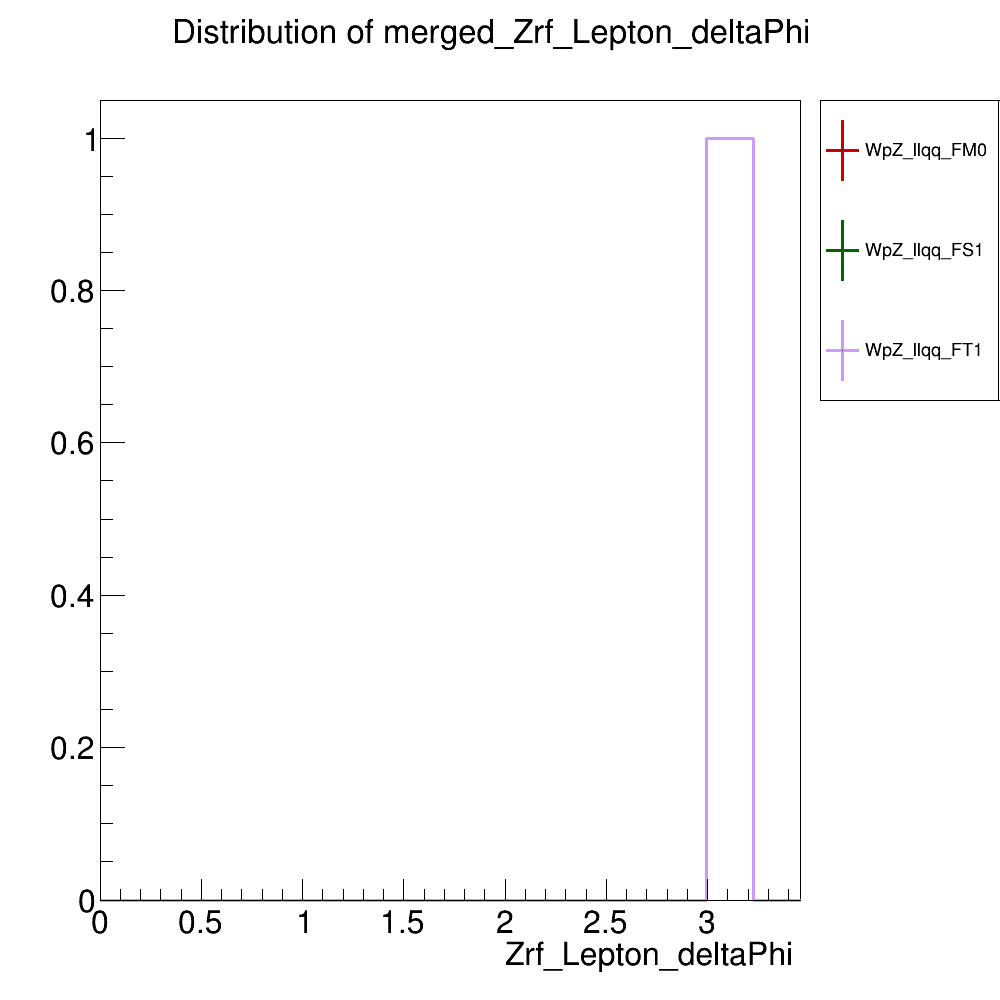 Distribution of merged_Zrf_Lepton_deltaPhi
1
0.8
0.6
0.4
0.2
0
0 0.5 1 1.5 2 2.5 3
Zrf_Lepton_deltaPhi
WpZ_llqq_FM0
WpZ_llqq_FS1
WpZ_llqq_FT1